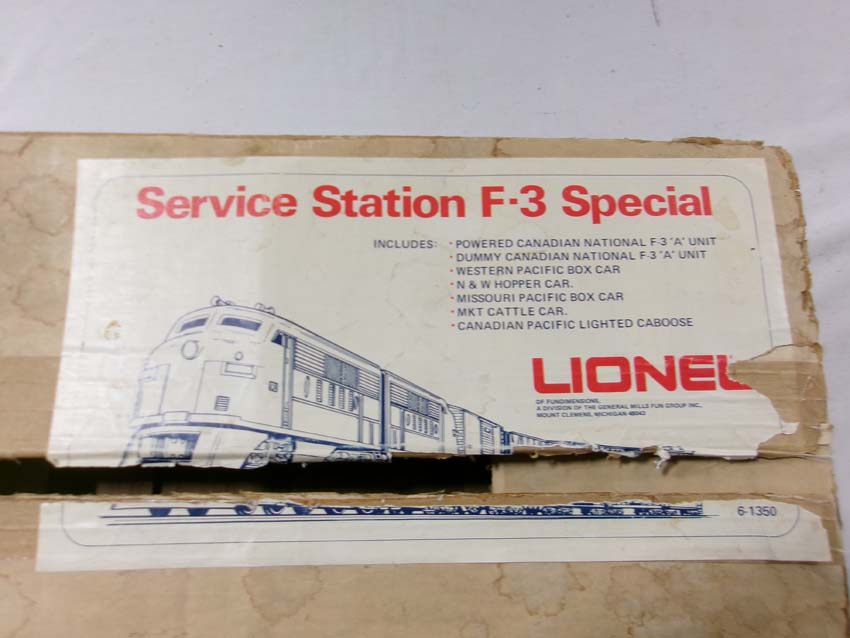 Service Station F-3 Special
INCLUDES: · POWERED CANADIAN NATIONAL F-3 "A" UNIT
· DUMMY CANADIAN NATIONAL F-3 "A" UNIT
· WESTERN PACIFIC BOX CAR
· N & W HOPPER CAR.
· MISSOURI PACIFIC BOX CAR
· MKT CATTLE CAR.
· CANADIAN PACIFIC LIGHTED CABOOSE
LIONEL
OF FUNDIMENSIONS,
A DIVISION OF THE GENERAL MILLS FUN GROUP INC.,
MOUNT CLEMENS, MICHIGAN 48043
6-1350